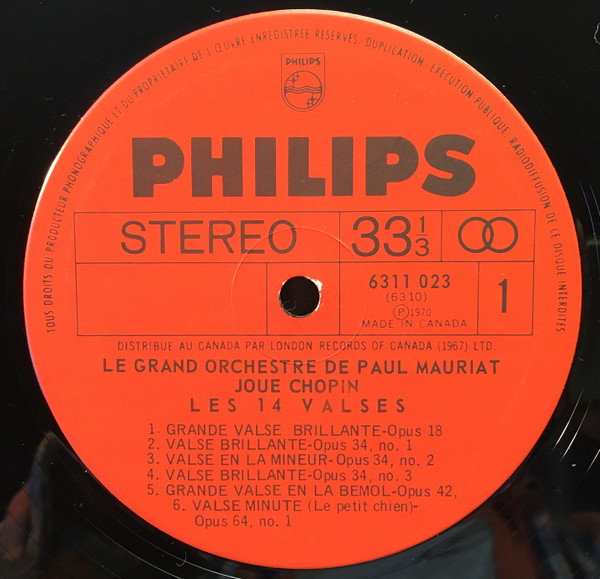 TOUS DROITS DU PRODUCTEUR PHONOGRAPHIQUE ET DU PROPRIETAIRE DE L'ŒUVRE ENREGISTREE RESERVES. DUPLICATION, EXECUTION PUBLIQUE, RADIODIFFUSION DE CE DISQUE INTERDITES
PHILIPS
PHILIPS
STEREO 33 1/3
6311 023
(6310)
Ⓟ1970
MADE IN CANADA
1
DISTRIBUE AU CANADA PAR LONDON RECORDS OF CANADA (1967) LTD.
LE GRAND ORCHESTRE DE PAUL MAURIAT
JOUE CHOPIN
LES 14 VALSES
1. GRANDE VALSE BRILLANTE-Opus 18
2. VALSE BRILLANTE-Opus 34, no. 1
3. VALSE EN LA MINEUR-Opus 34, no. 2
4. VALSE BRILLANTE-Opus 34, no. 3
5. GRANDE VALSE EN LA BEMOL-Opus 42,
6. VALSE MINUTE (Le petit chien)-
Opus 64, no. 1